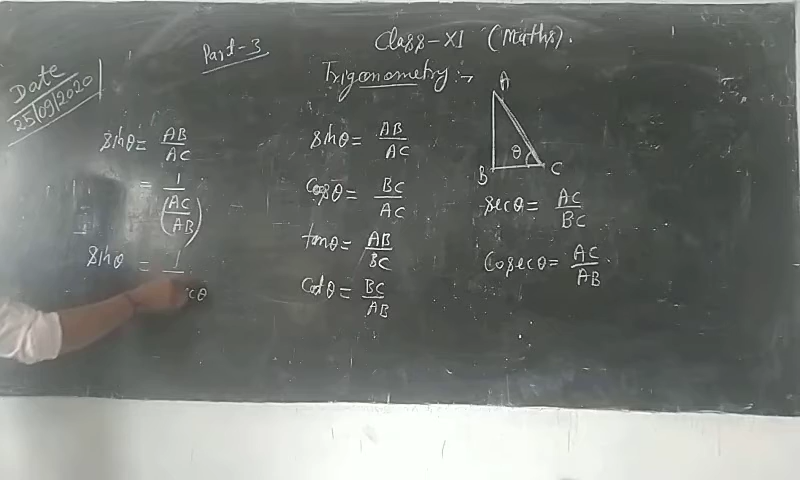 Class-XI (Maths).
Part-3
Trigonometry:→
Date
25/09/2020
sinθ = AB/AC
= 1/(AC/AB)
sinθ = 1/
cθ
sinθ = AB/AC
Cosθ = BC/AC
tanθ = AB/BC
Cotθ = BC/AB
A
B
θ
C
secθ = AC/BC
Cosecθ = AC/AB